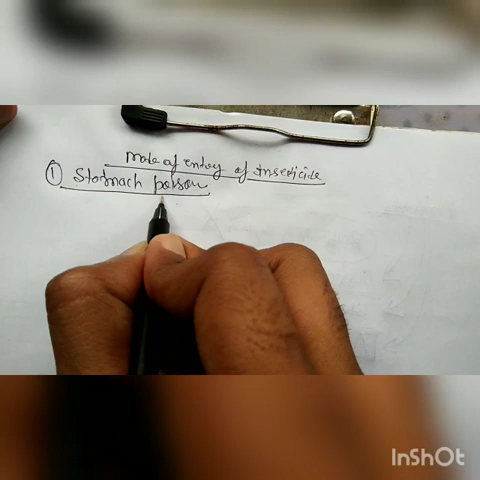 Mode of entry of Insecticide
① Stomach poison
InShOt